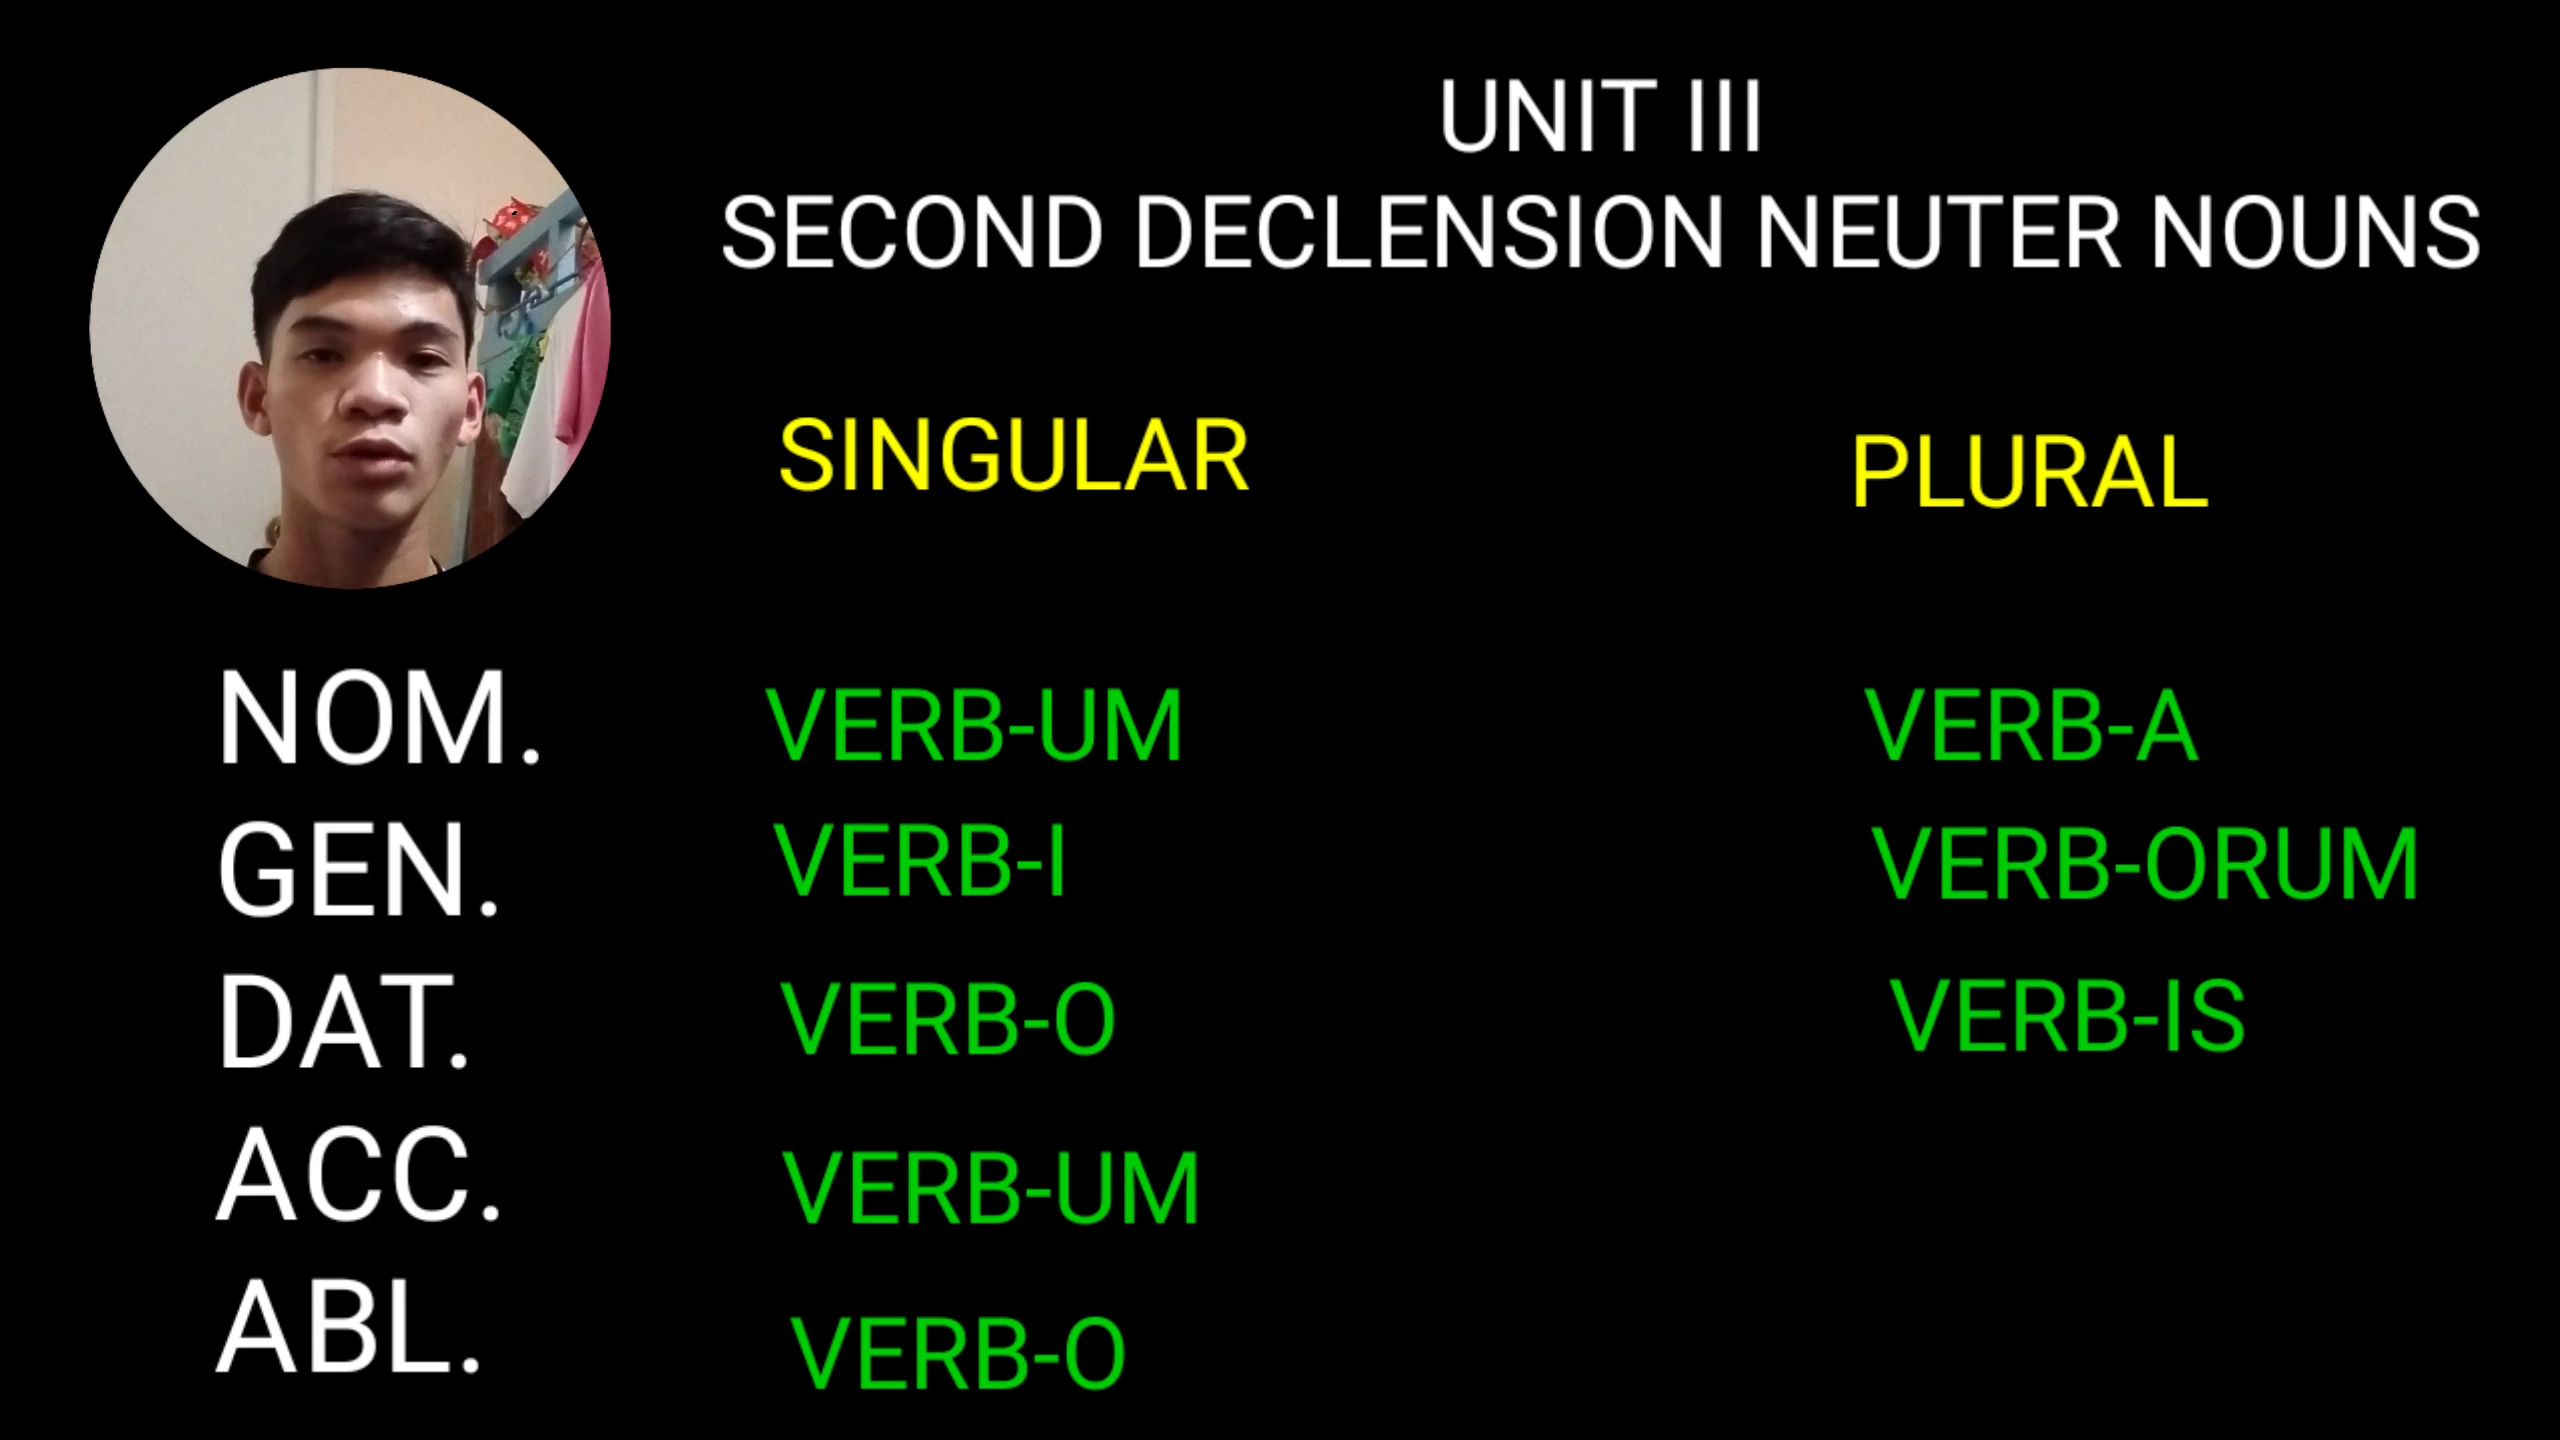 UNIT III
SECOND DECLENSION NEUTER NOUNS
SINGULAR PLURAL
NOM. VERB-UM VERB-A
GEN. VERB-I VERB-ORUM
DAT. VERB-O VERB-IS
ACC. VERB-UM
ABL. VERB-O